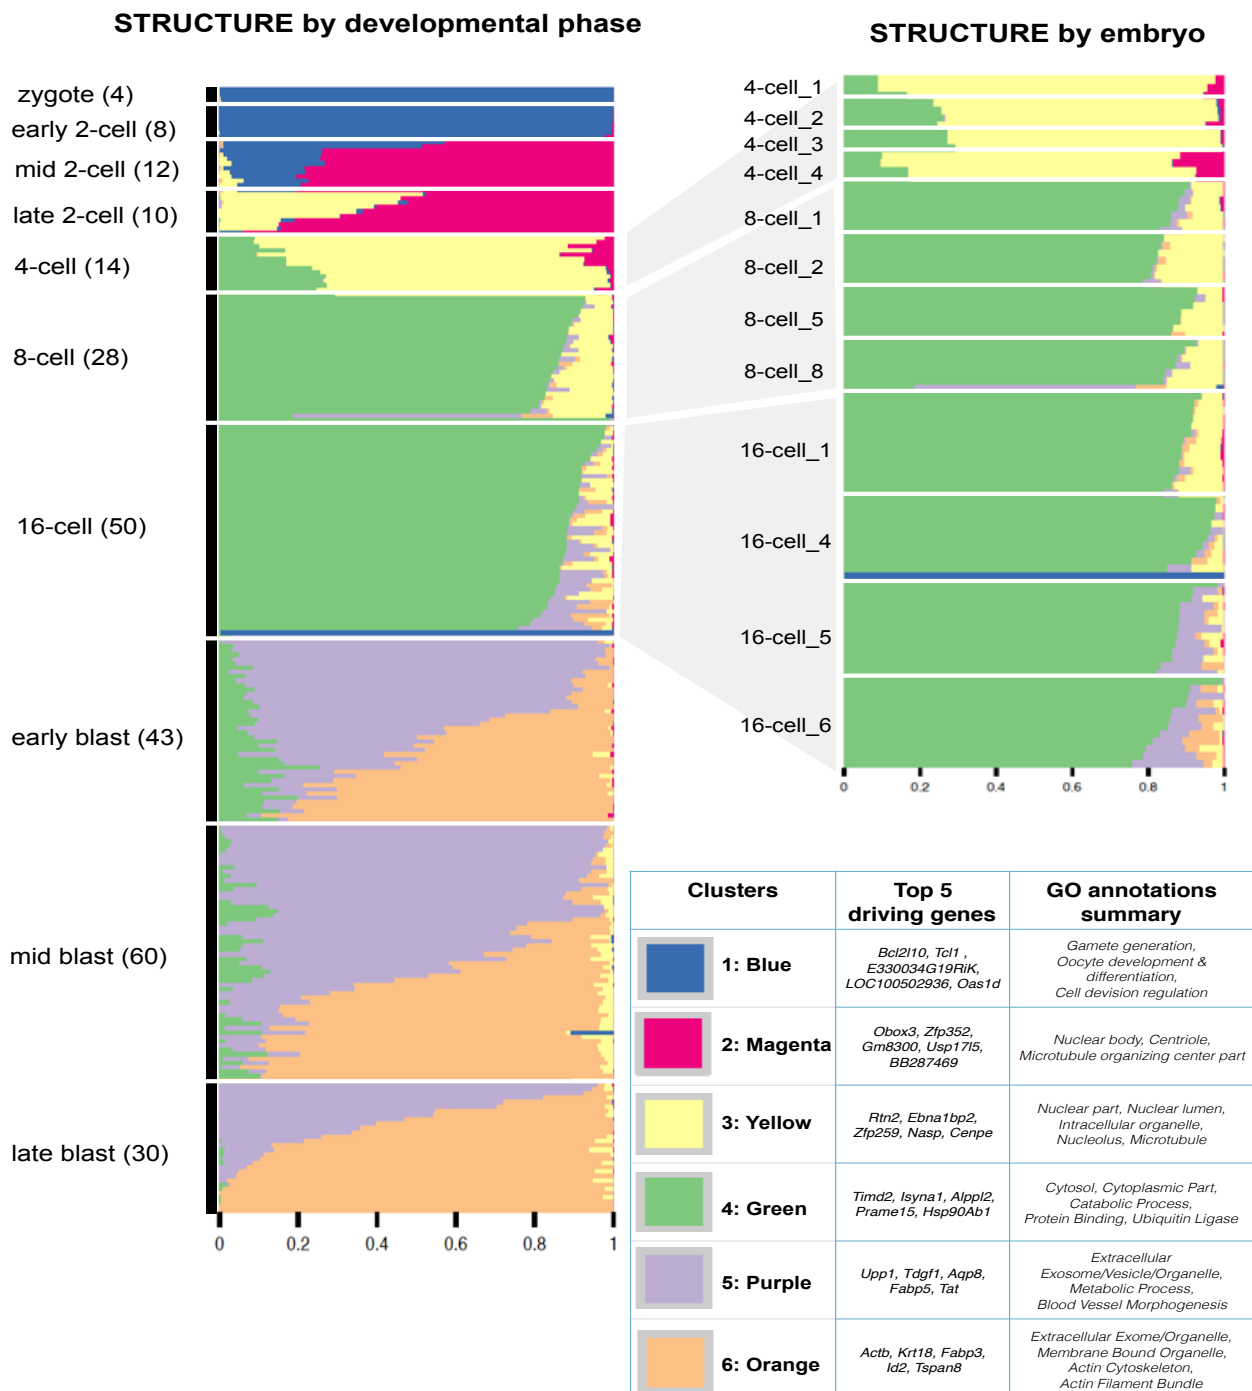 STRUCTURE by developmental phase
zygote (4)
early 2-cell (8)
mid 2-cell (12)
late 2-cell (10)
4-cell (14)
8-cell (28)
16-cell (50)
early blast (43)
mid blast (60)
late blast (30)
0 0.2 0.4 0.6 0.8 1
STRUCTURE by embryo
4-cell_1
4-cell_2
4-cell_3
4-cell_4
8-cell_1
8-cell_2
8-cell_5
8-cell_8
16-cell_1
16-cell_4
16-cell_5
16-cell_6
0 0.2 0.4 0.6 0.8 1
Clusters
Top 5
driving genes
GO annotations
summary
1: Blue
Bcl2l10, Tcl1 ,
E330034G19RiK,
LOC100502936, Oas1d
Gamete generation,
Oocyte development &
differentiation,
Cell devision regulation
2: Magenta
Obox3, Zfp352,
Gm8300, Usp17l5,
BB287469
Nuclear body, Centriole,
Microtubule organizing center part
3: Yellow
Rtn2, Ebna1bp2,
Zfp259, Nasp, Cenpe
Nuclear part, Nuclear lumen,
Intracellular organelle,
Nucleolus, Microtubule
4: Green
Timd2, Isyna1, Alppl2,
Prame15, Hsp90Ab1
Cytosol, Cytoplasmic Part,
Catabolic Process,
Protein Binding, Ubiquitin Ligase
5: Purple
Upp1, Tdgf1, Aqp8,
Fabp5, Tat
Extracellular
Exosome/Vesicle/Organelle,
Metabolic Process,
Blood Vessel Morphogenesis
6: Orange
Actb, Krt18, Fabp3,
Id2, Tspan8
Extracellular Exome/Organelle,
Membrane Bound Organelle,
Actin Cytoskeleton,
Actin Filament Bundle